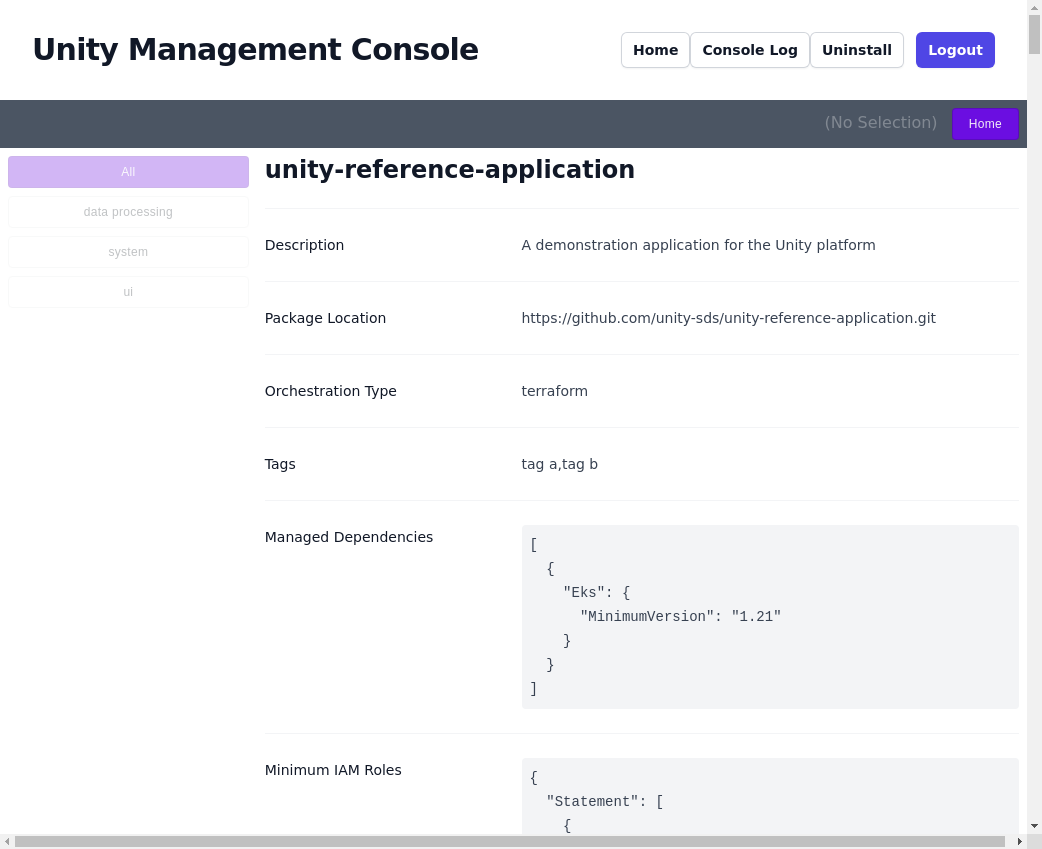 Unity Management Console
Home Console Log Uninstall Logout
(No Selection) Home
All
data processing
system
ui
unity-reference-application
Description A demonstration application for the Unity platform
Package Location https://github.com/unity-sds/unity-reference-application.git
Orchestration Type terraform
Tags tag a,tag b
Managed Dependencies
[
  {
    "Eks": {
      "MinimumVersion": "1.21"
    }
  }
]
Minimum IAM Roles
{
  "Statement": [
    {